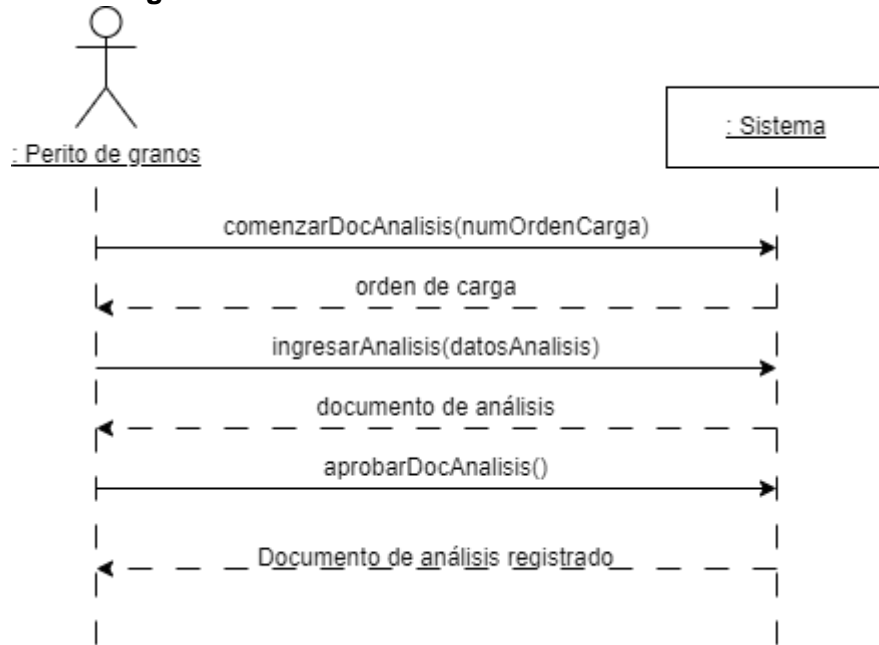 : Perito de granos
: Sistema
comenzarDocAnalisis(numOrdenCarga)
orden de carga
ingresarAnalisis(datosAnalisis)
documento de análisis
aprobarDocAnalisis()
Documento de análisis registrado